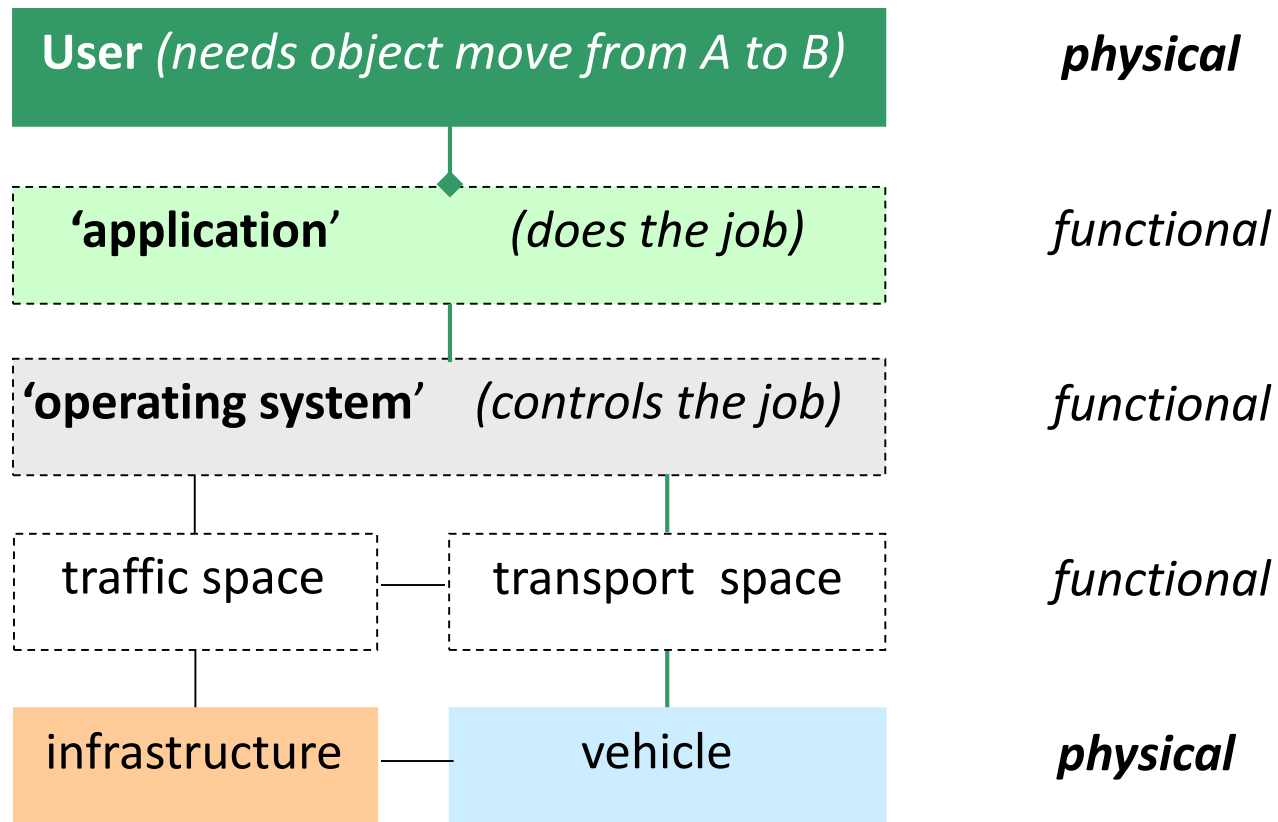 User (needs object move from A to B) physical
‘application’ (does the job) functional
‘operating system’ (controls the job) functional
traffic space transport space functional
infrastructure vehicle physical